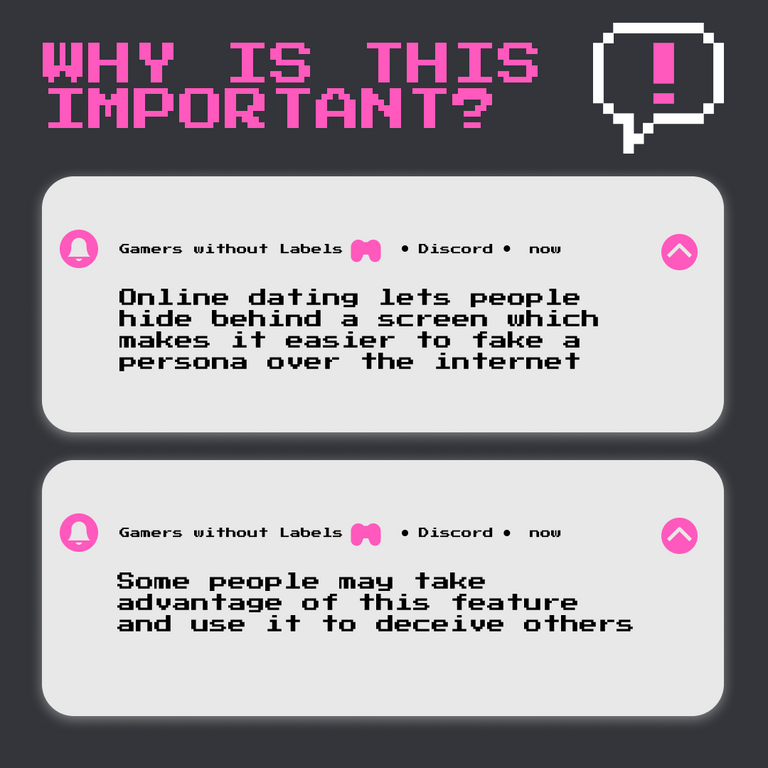 WHY IS THIS
IMPORTANT?
!
Gamers without Labels • Discord • now
Online dating lets people
hide behind a screen which
makes it easier to fake a
persona over the internet
Gamers without Labels • Discord • now
Some people may take
advantage of this feature
and use it to deceive others